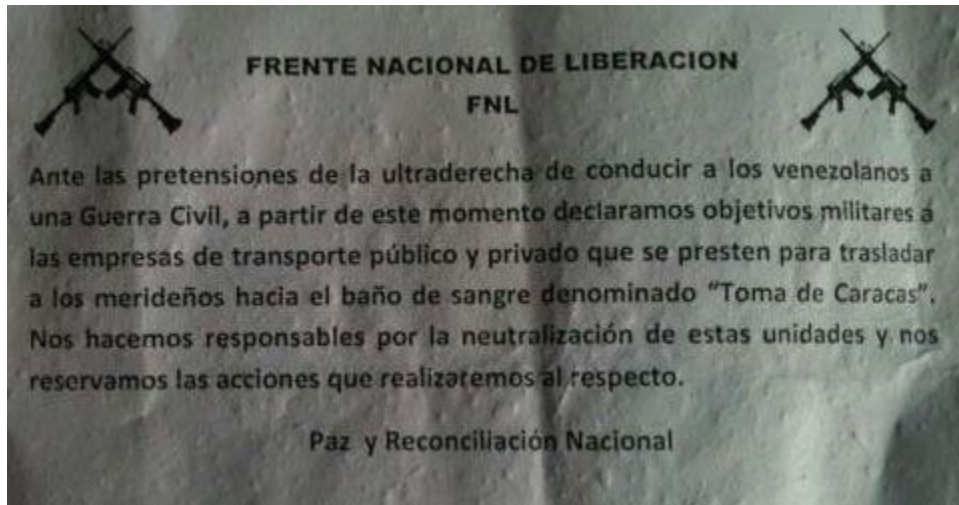 FRENTE NACIONAL DE LIBERACION
FNL
Ante las pretensiones de la ultraderecha de conducir a los venezolanos a
una Guerra Civil, a partir de este momento declaramos objetivos militares a
las empresas de transporte público y privado que se presten para trasladar
a los merideños hacia el baño de sangre denominado "Toma de Caracas".
Nos hacemos responsables por la neutralización de estas unidades y nos
reservamos las acciones que realizaremos al respecto.
Paz y Reconciliación Nacional